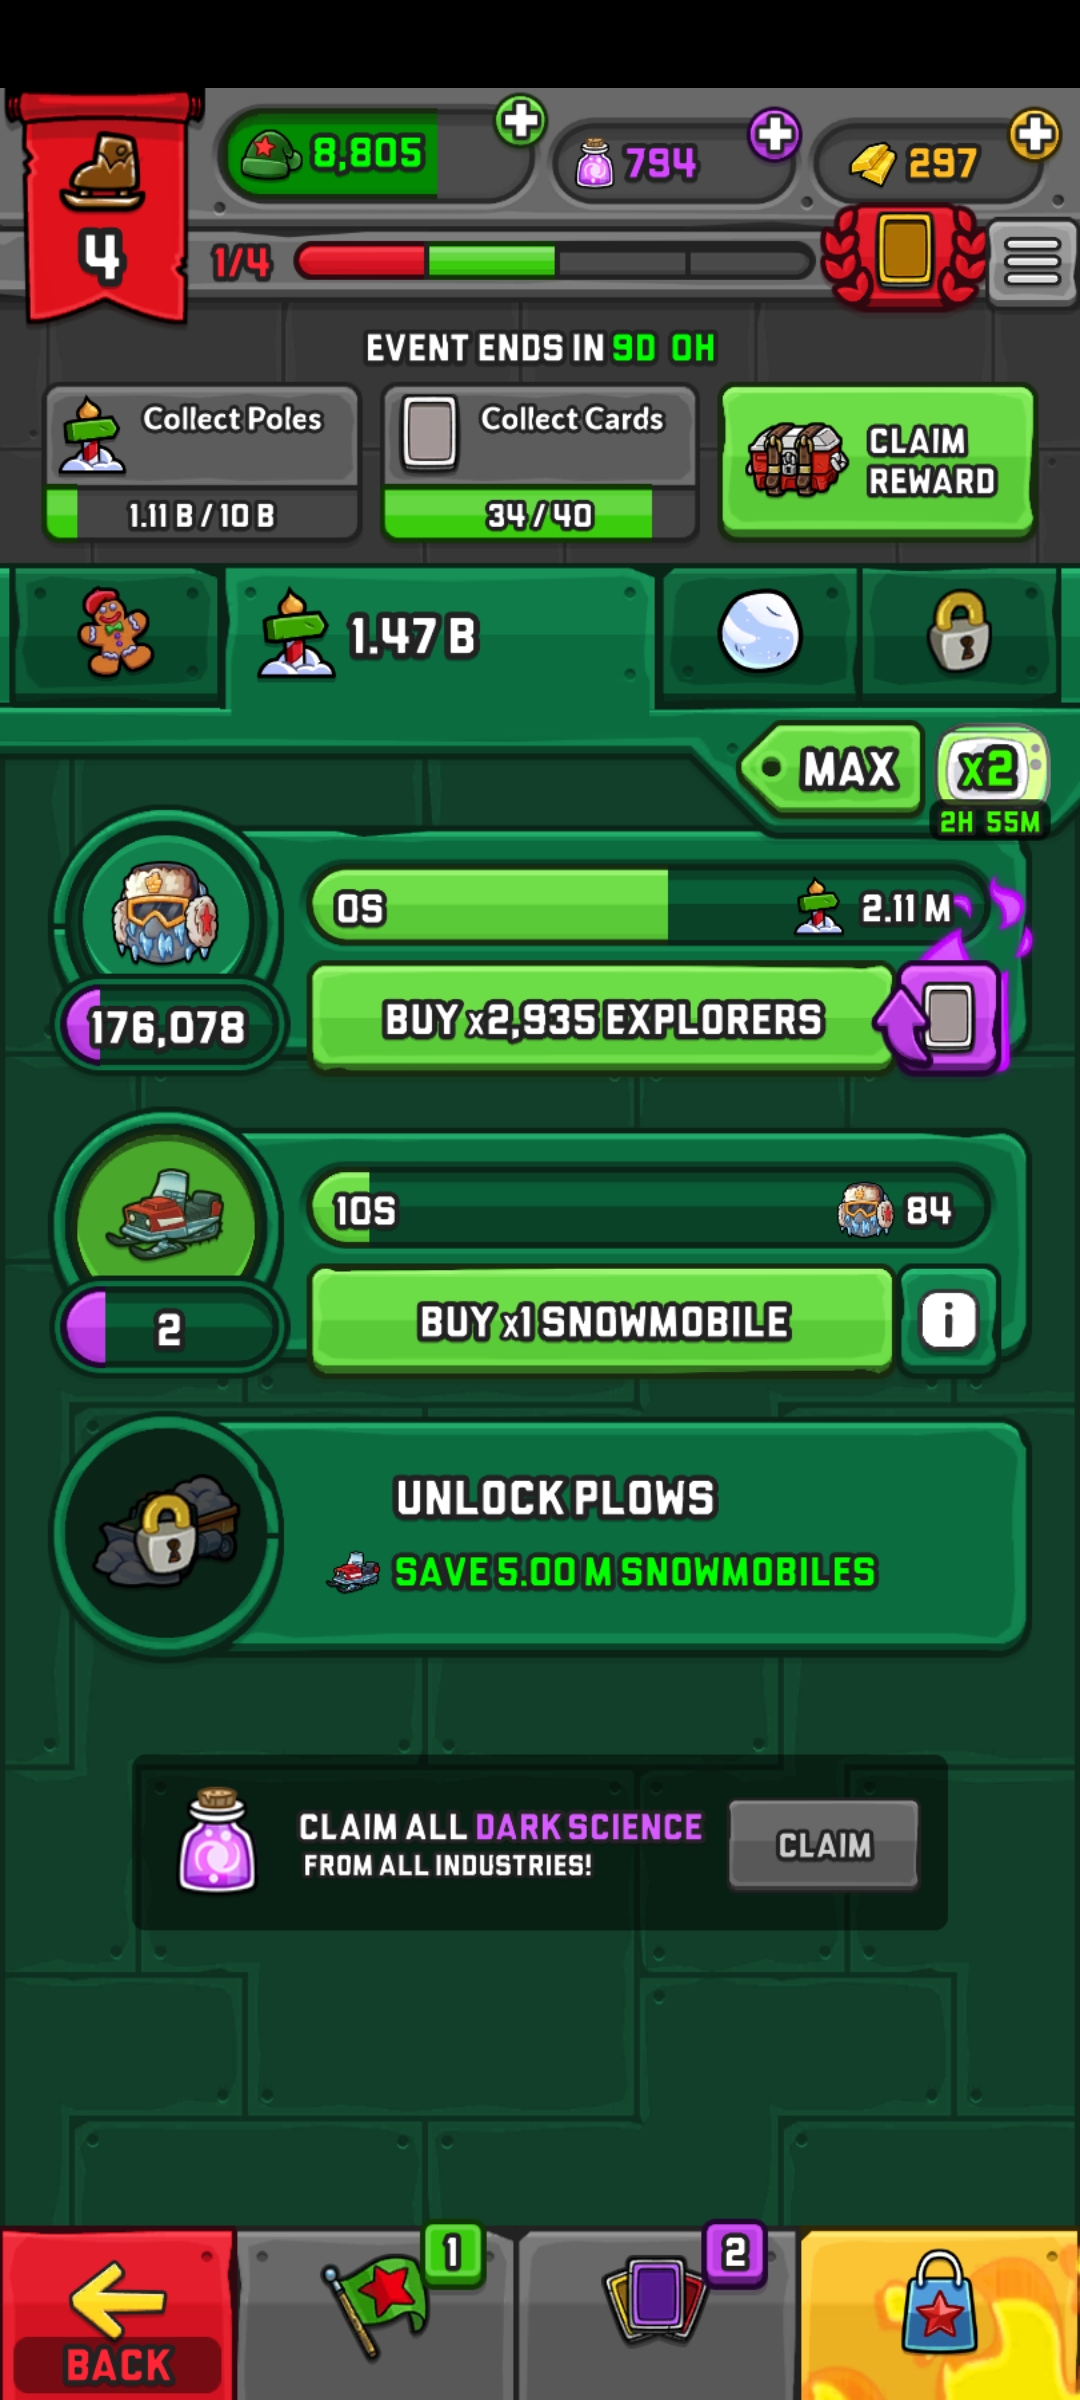 8,805
794
297
4
1/4
EVENT ENDS IN 9D 0H
Collect Poles
1.11 B / 10 B
Collect Cards
34 / 40
CLAIM
REWARD
1.47 B
MAX
x2
2H 55M
0S
2.11 M
176,078
BUY x2,935 EXPLORERS
10S
84
2
BUY x1 SNOWMOBILE
i
UNLOCK PLOWS
SAVE 5.00 M SNOWMOBILES
CLAIM ALL DARK SCIENCE
FROM ALL INDUSTRIES!
CLAIM
1
2
BACK